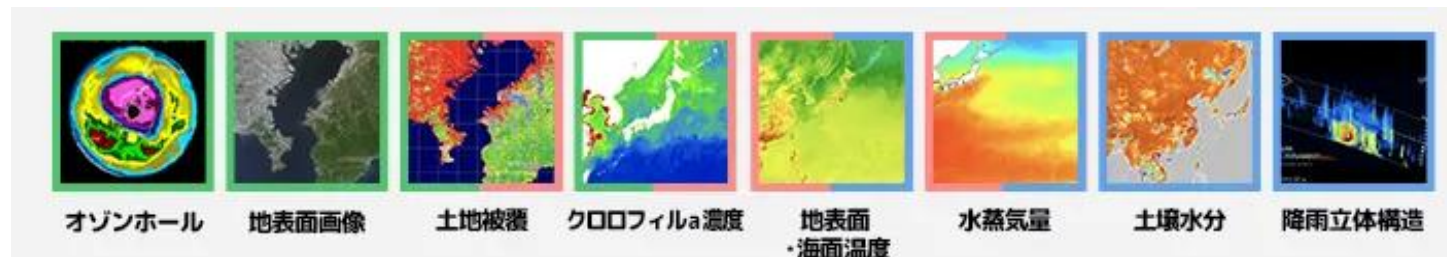 オゾンホール
地表面画像
土地被覆
クロロフィルa濃度
地表面
・海面温度
水蒸気量
土壌水分
降雨立体構造